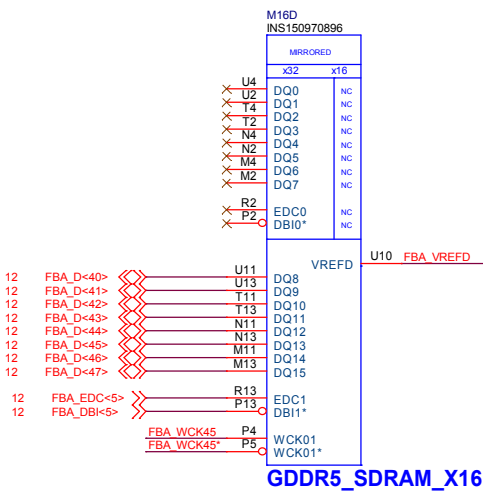 M16D
INS150970896
MIRRORED
x32 x16
U4 DQ0 NC
U2 DQ1 NC
T4 DQ2 NC
T2 DQ3 NC
N4 DQ4 NC
N2 DQ5 NC
M4 DQ6 NC
M2 DQ7 NC
R2 EDC0 NC
P2 DBI0* NC
VREFD U10 FBA_VREFD
12 FBA_D<40> U11 DQ8
12 FBA_D<41> U13 DQ9
12 FBA_D<42> T11 DQ10
12 FBA_D<43> T13 DQ11
12 FBA_D<44> N11 DQ12
12 FBA_D<45> N13 DQ13
12 FBA_D<46> M11 DQ14
12 FBA_D<47> M13 DQ15
12 FBA_EDC<5> R13 EDC1
12 FBA_DBI<5> P13 DBI1*
FBA_WCK45 P4 WCK01
FBA_WCK45* P5 WCK01*
GDDR5_SDRAM_X16